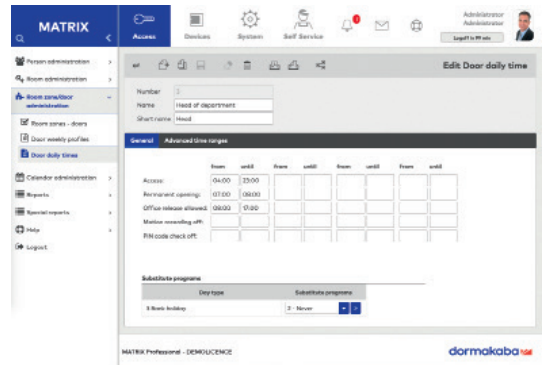 MATRIX
Access
Devices
System
Self Service
Administrator
Administrator
Logoff in 99 min
Person administration
Room administration
Room zone/door
administration
Room zones - doors
Door weekly profiles
Door daily times
Calendar administration
Reports
Special reports
Help
Logout
Edit Door daily time
Number
Name Head of department
Short name Head
General Advanced time ranges
from until from until from until from until
Access: 04:00 23:00
Permanent opening: 07:00 08:00
Office release allowed: 08:00 17:00
Motion recording off:
PIN code check off:
Substitute programs
Day type Substitute programs
Bank holiday 2 - Never
MATRIX Professional - DEMOLICENCE
dormakaba